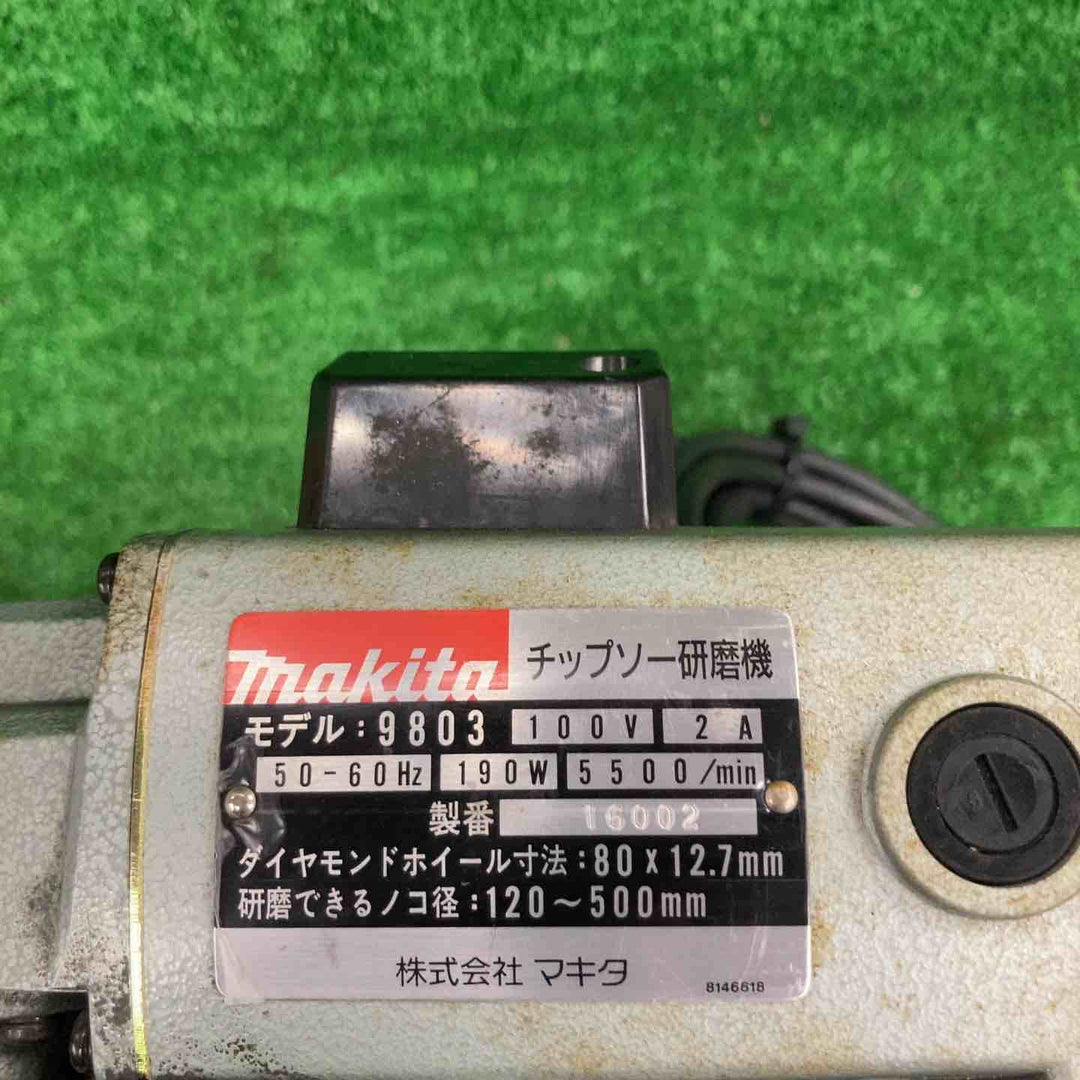 makita チップソー研磨機
モデル:9803 100V 2A
50-60Hz 190W 5500/min
製番 16002
ダイヤモンドホイール寸法:80×12.7mm
研磨できるノコ径:120〜500mm
株式会社 マキタ 8146618